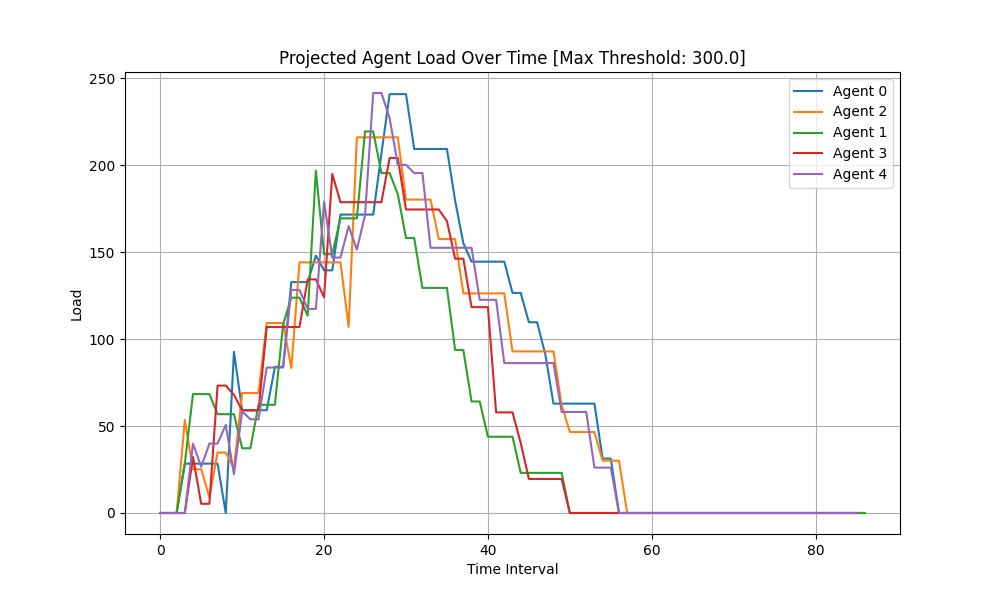 Projected Agent Load Over Time [Max Threshold: 300.0]
250
200
150
100
50
0
Load
0 20 40 60 80
Time Interval
Agent 0
Agent 2
Agent 1
Agent 3
Agent 4